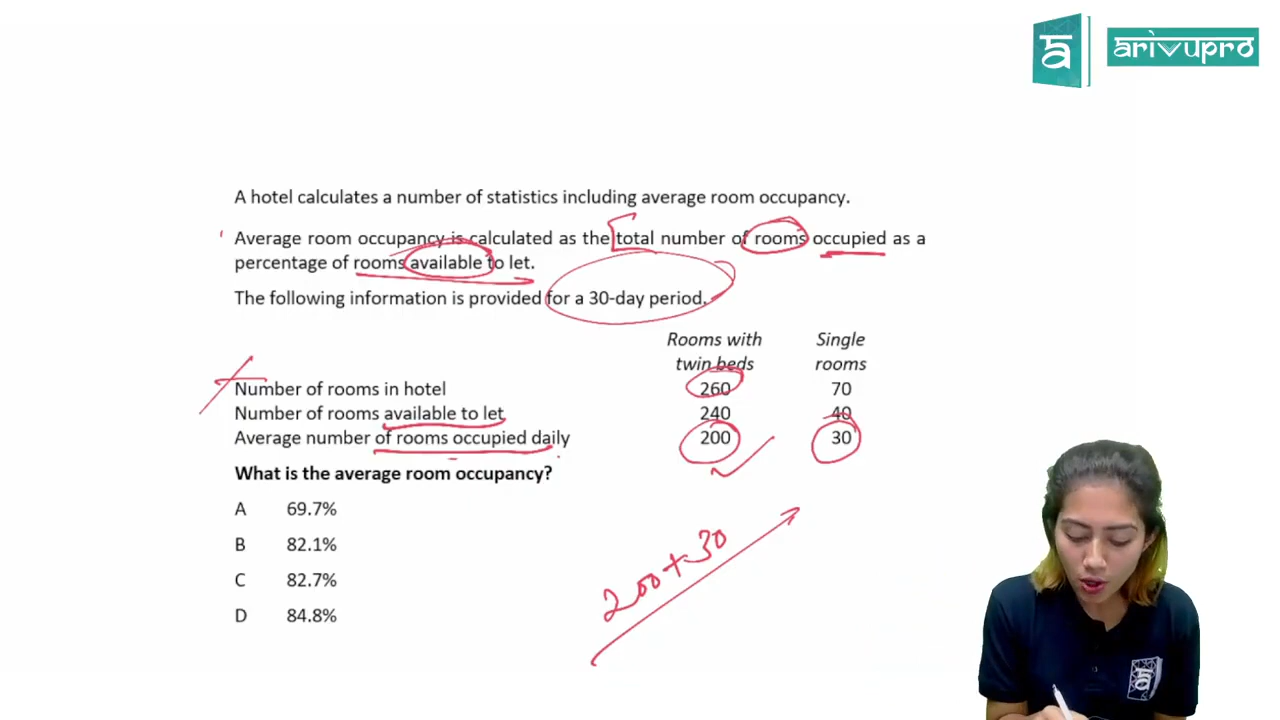 arivupro
A hotel calculates a number of statistics including average room occupancy.
Average room occupancy is calculated as the total number of rooms occupied as a
percentage of rooms available to let.
The following information is provided for a 30-day period.
Rooms with Single
twin beds rooms
Number of rooms in hotel 260 70
Number of rooms available to let 240 40
Average number of rooms occupied daily 200 30
What is the average room occupancy?
A 69.7%
B 82.1%
C 82.7%
D 84.8%
200+30